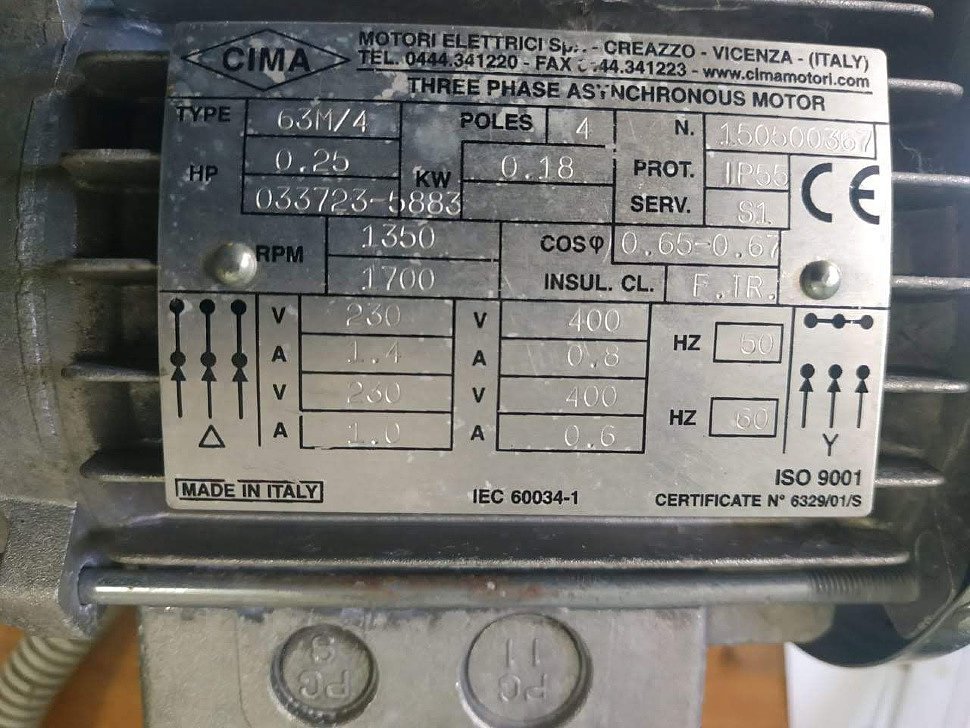 CIMA
MOTORI ELETTRICI - CREAZZO - VICENZA - (ITALY)
TEL. 0444.341220 - FAX 0444.341223 - www.cimamotori.com
THREE PHASE ASYNCHRONOUS MOTOR
TYPE 63M/4 POLES 4 N. 150500367
HP 0.25 KW 0.18 PROT. IP55 CE
033723-5883 SERV. S1
RPM 1350 COSφ 0.65-0.67
1700 INSUL. CL. F.IR.
V 230 V 400 HZ 50
A 1.4 A 0.8
V 230 V 400 HZ 60
A 1.0 A 0.6
Δ Y
MADE IN ITALY IEC 60034-1 ISO 9001
CERTIFICATE N° 6329/01/S
PG 9 PG 11